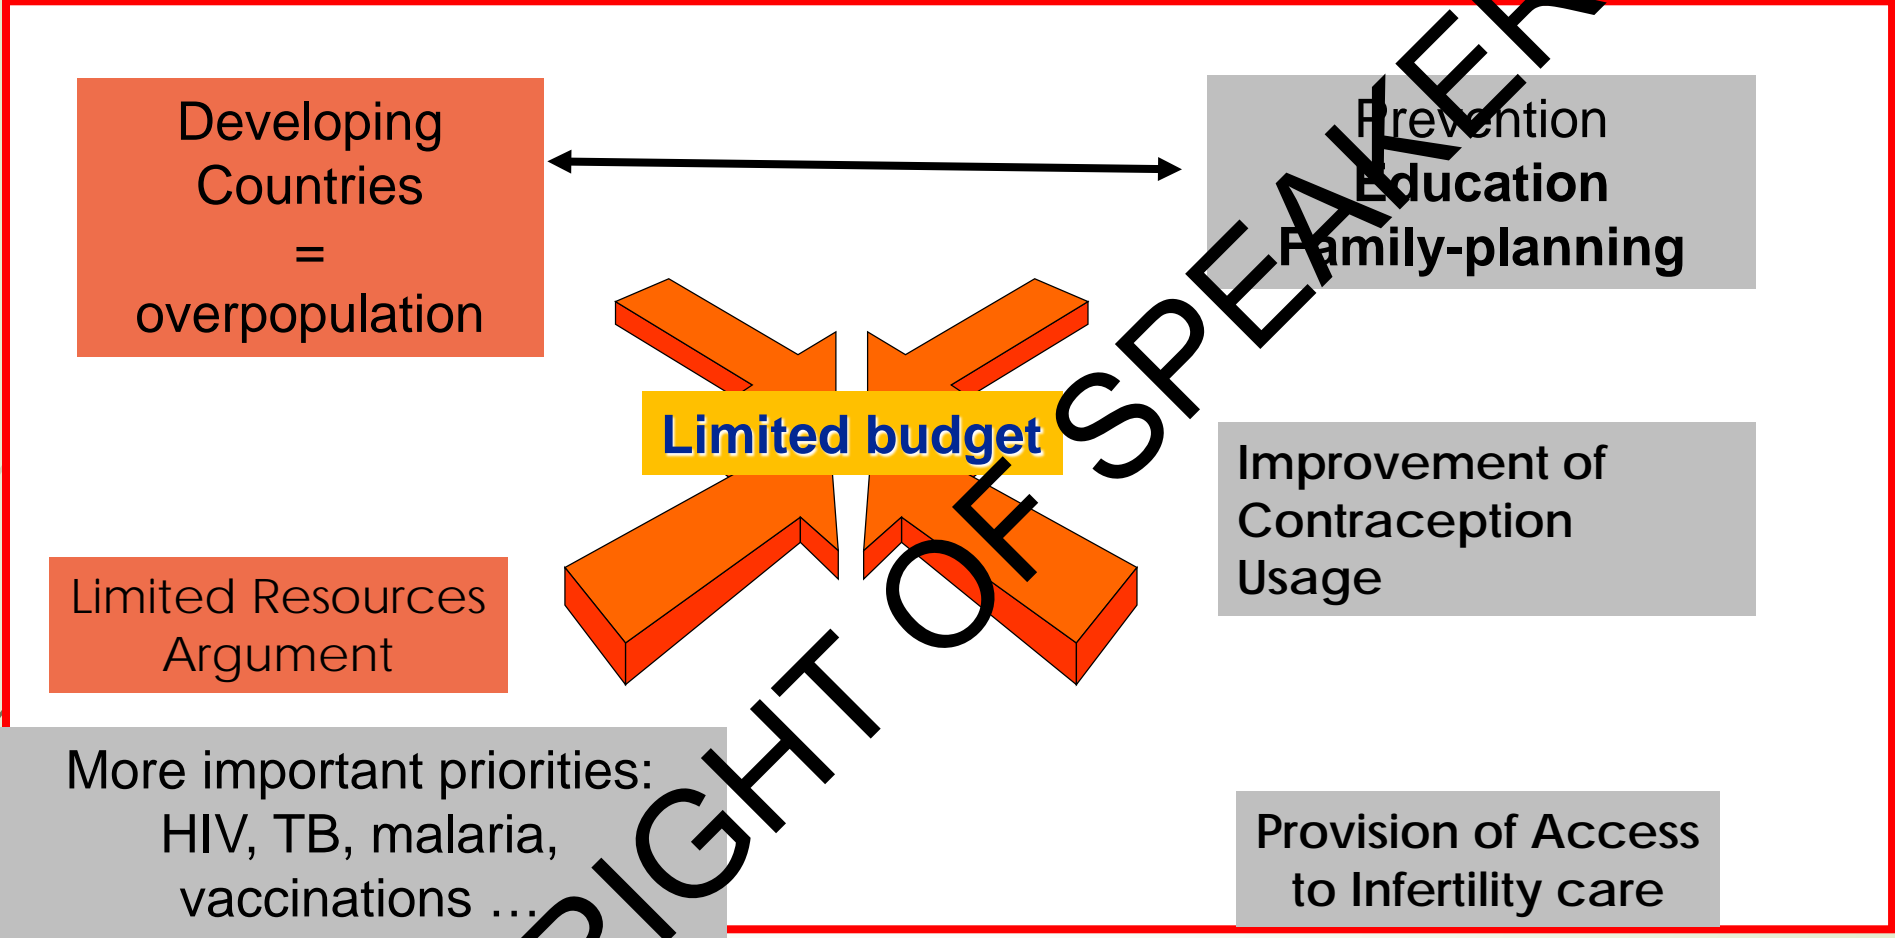 Developing
Countries
=
overpopulation
Prevention
Education
Family-planning
Limited budget
Improvement of
Contraception
Usage
Limited Resources
Argument
More important priorities:
HIV, TB, malaria,
vaccinations …
Provision of Access
to Infertility care
RIGHT OF SPEAKER